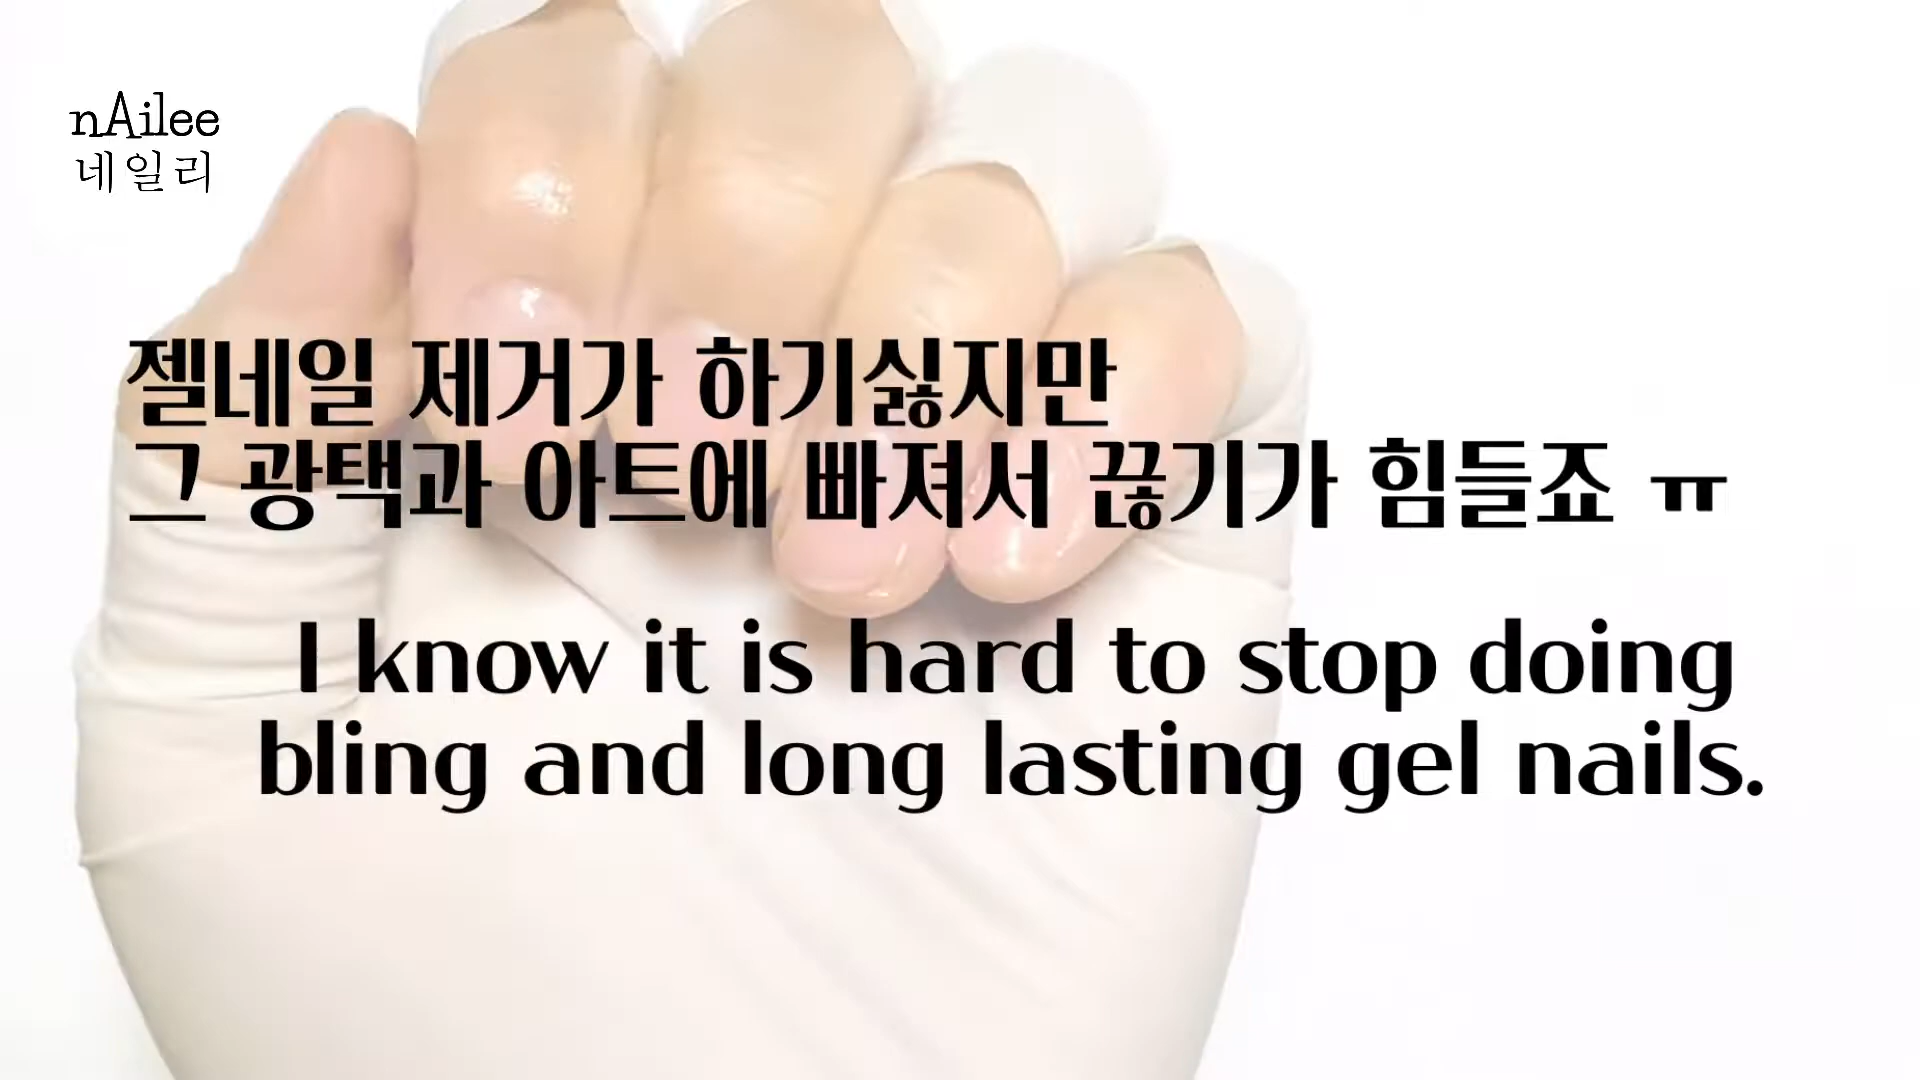 nAilee
네일리
젤네일 제거가 하기싫지만
그 광택과 아트에 빠져서 끊기가 힘들죠 ㅠ
I know it is hard to stop doing
bling and long lasting gel nails.